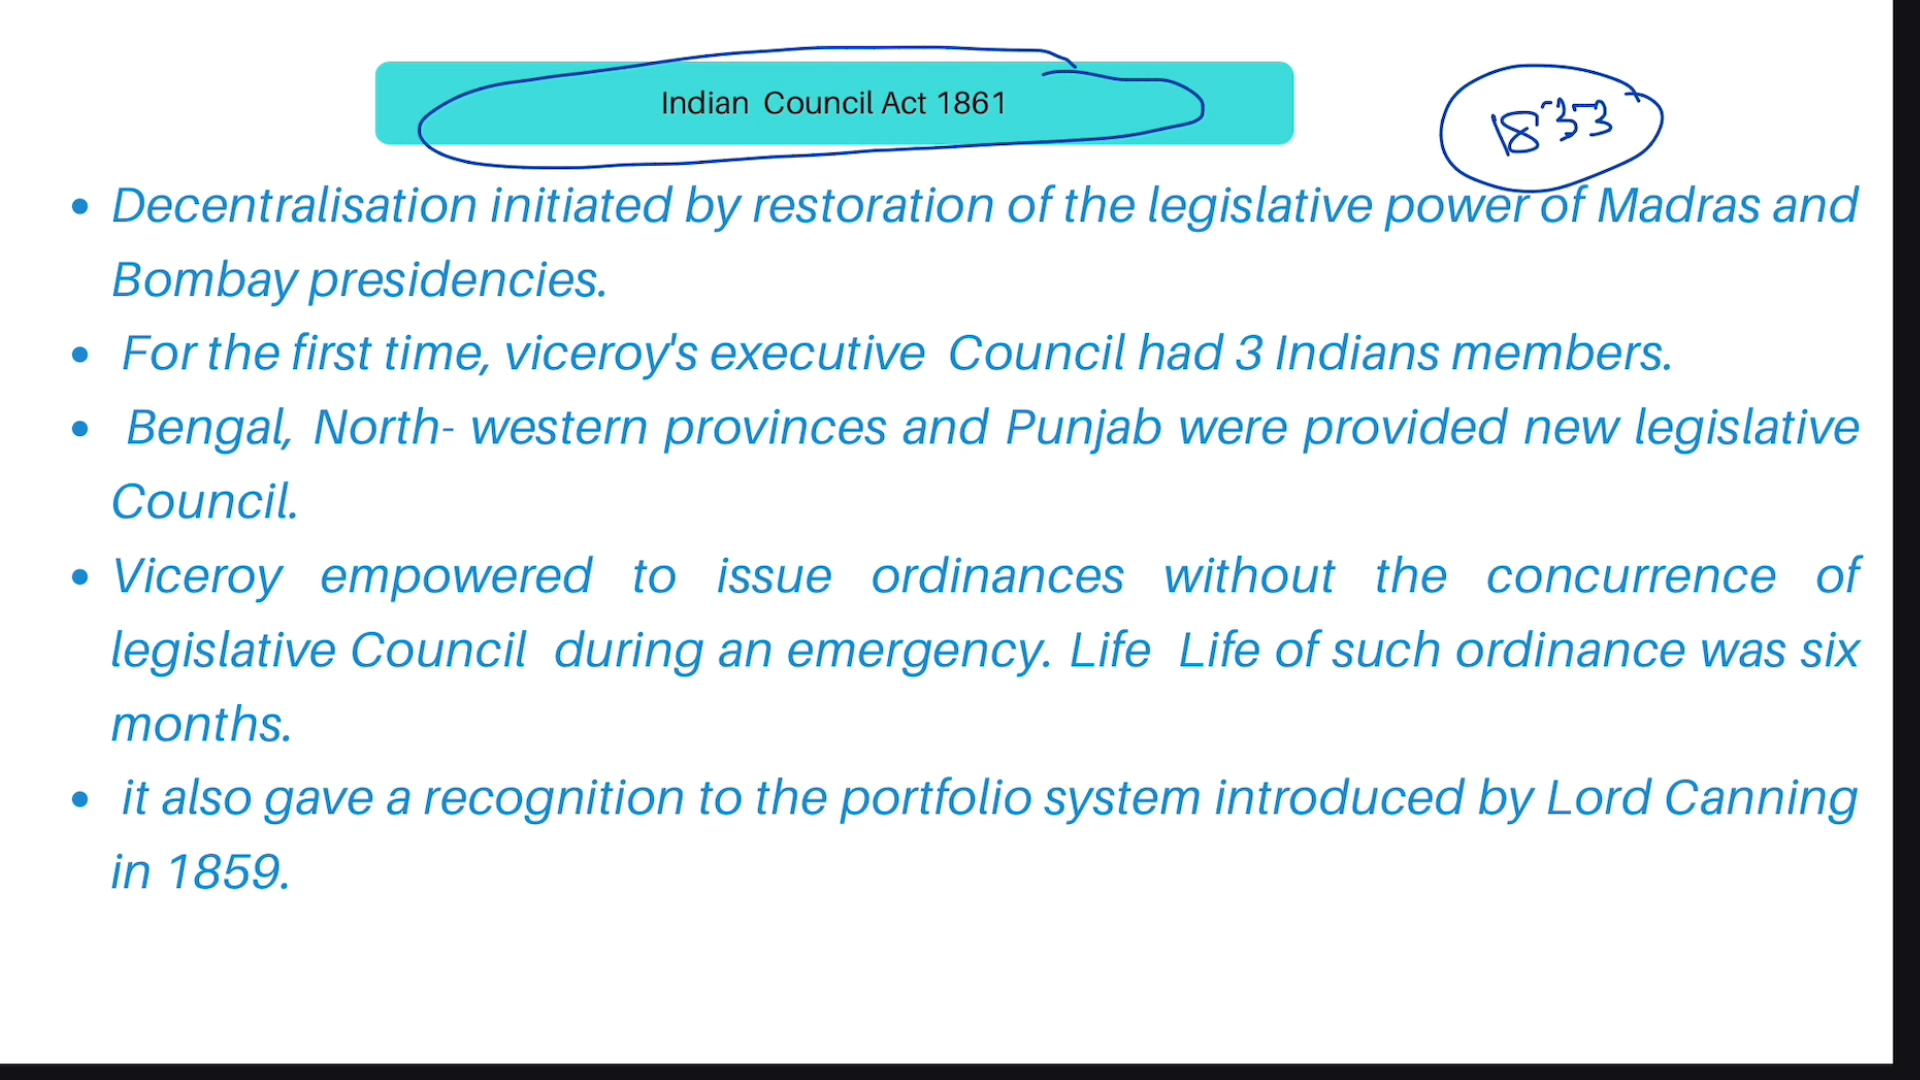 Indian Council Act 1861
1833
• Decentralisation initiated by restoration of the legislative power of Madras and
Bombay presidencies.
• For the first time, viceroy's executive Council had 3 Indians members.
• Bengal, North- western provinces and Punjab were provided new legislative
Council.
• Viceroy empowered to issue ordinances without the concurrence of
legislative Council during an emergency. Life Life of such ordinance was six
months.
• it also gave a recognition to the portfolio system introduced by Lord Canning
in 1859.